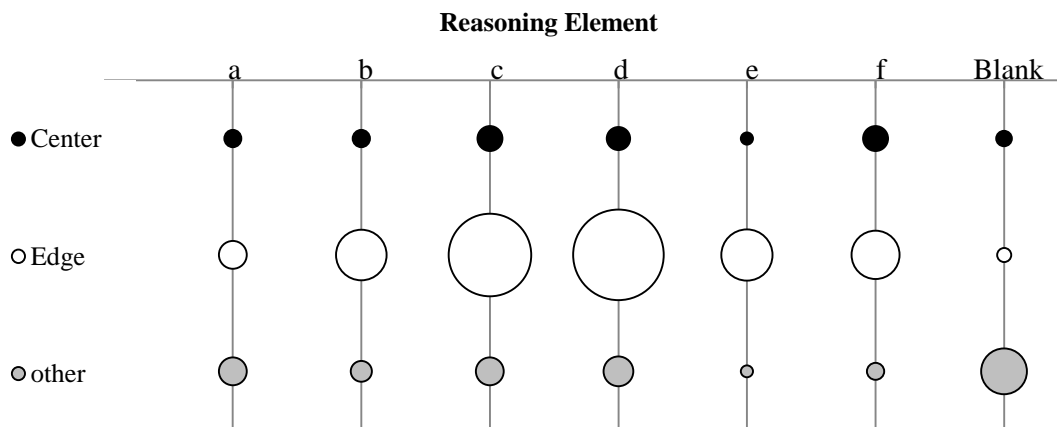 Reasoning Element
a b c d e f Blank
Center
Edge
other